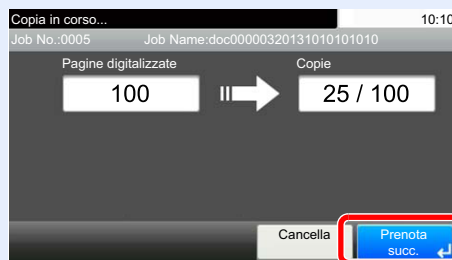 Copia in corso... 10:10
Job No.:0005 Job Name:doc00000320131010101010
Pagine digitalizzate Copie
100 25 / 100
Cancella Prenota
succ.